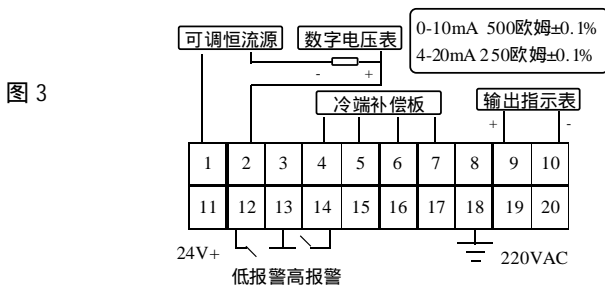 可调恒流源 数字电压表
0-10mA 500欧姆±0.1%
4-20mA 250欧姆±0.1%
- +
图 3
冷端补偿板 输出指示表
+ -
1 2 3 4 5 6 7 8 9 10
11 12 13 14 15 16 17 18 19 20
24V+
220VAC
低报警高报警